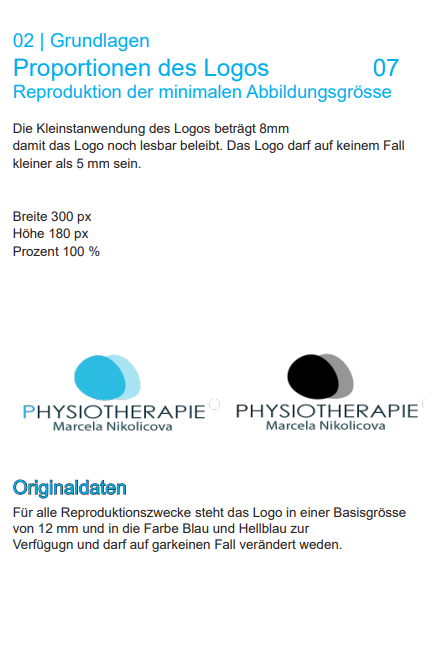 02 | Grundlagen
Proportionen des Logos 07
Reproduktion der minimalen Abbildungsgrösse
Die Kleinstanwendung des Logos beträgt 8mm
damit das Logo noch lesbar beleibt. Das Logo darf auf keinem Fall
kleiner als 5 mm sein.
Breite 300 px
Höhe 180 px
Prozent 100 %
PHYSIOTHERAPIE
Marcela Nikolicova
PHYSIOTHERAPIE
Marcela Nikolicova
Originaldaten
Für alle Reproduktionszwecke steht das Logo in einer Basisgrösse
von 12 mm und in die Farbe Blau und Hellblau zur
Verfügugn und darf auf garkeinen Fall verändert weden.